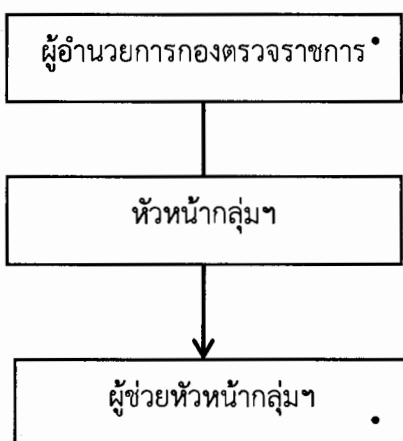 ผู้อำนวยการกองตรวจราชการ
หัวหน้ากลุ่มฯ
ผู้ช่วยหัวหน้ากลุ่มฯ